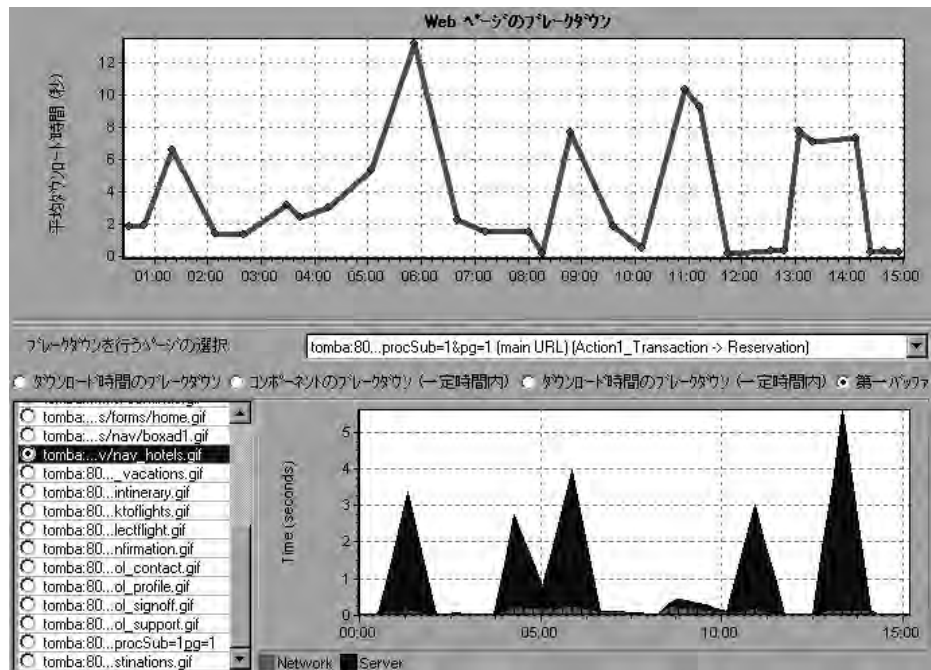 Web ページのブレークダウン
平均ダウンロード時間 (秒)
12
10
8
6
4
2
0
01:00 02:00 03:00 04:00 05:00 06:00 07:00 08:00 09:00 10:00 11:00 12:00 13:00 14:00 15:00
ブレークダウンを行うページの選択 tomba:80...procSub=1&pg=1 (main URL) (Action1_Transaction -> Reservation)
ダウンロード時間のブレークダウン コンポーネントのブレークダウン (一定時間内) ダウンロード時間のブレークダウン (一定時間内) 第一バッファ
tomba:...s/forms/home.gif
tomba:...s/nav/boxad1.gif
tomba:...v/nav_hotels.gif
tomba:80..._vacations.gif
tomba:80...intinerary.gif
tomba:80...ktoflights.gif
tomba:80...lectflight.gif
tomba:80...nfirmation.gif
tomba:80...ol_contact.gif
tomba:80...ol_profile.gif
tomba:80...ol_signoff.gif
tomba:80...ol_support.gif
tomba:80...procSub=1pg=1
tomba:80...stinations.gif
Time (seconds)
5
4
3
2
1
0
00:00 05:00 10:00 15:00
Network Server